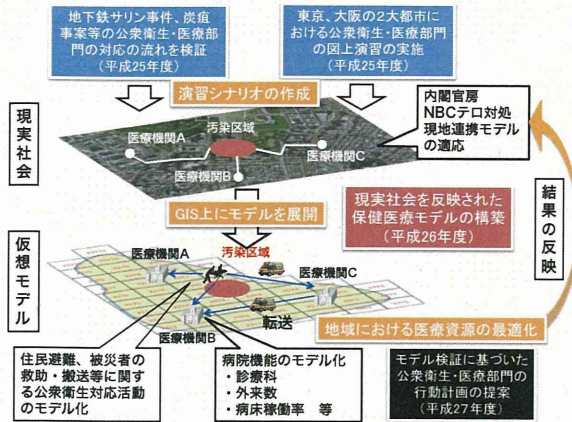 地下鉄サリン事件、炭疽
事案等の公衆衛生・医療部
門の対応の流れを検証
(平成25年度)
東京、大阪の2大都市に
おける公衆衛生・医療部門
の図上演習の実施
(平成25年度)
演習シナリオの作成
現実社会
医療機関A
汚染区域
医療機関C
医療機関B
内閣官房
NBCテロ対処
現地連携モデル
の適応
GIS上にモデルを展開
現実社会を反映された
保健医療モデルの構築
(平成26年度)
結果の反映
仮想モデル
医療機関A
汚染区域
医療機関C
医療機関B
転送
地域における医療資源の最適化
住民避難、被災者の
救助・搬送等に関す
る公衆衛生対応活動
のモデル化
病院機能のモデル化
・診療科
・外来数
・病床稼働率 等
モデル検証に基づいた
公衆衛生・医療部門の
行動計画の提案
(平成27年度)